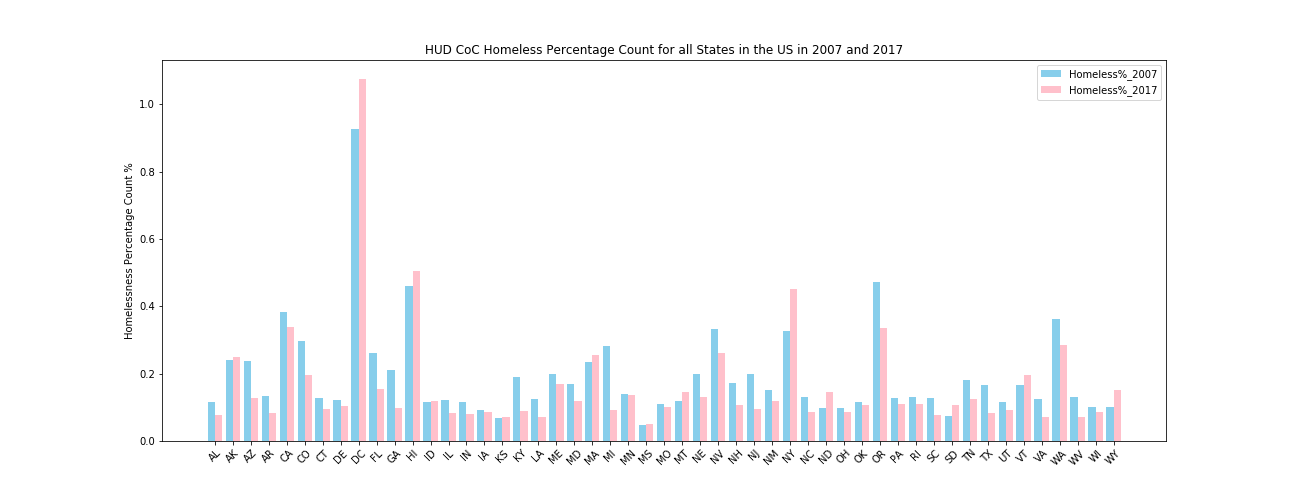 HUD CoC Homeless Percentage Count for all States in the US in 2007 and 2017
Homeless%_2007
Homeless%_2017
Homelessness Percentage Count %
1.0
0.8
0.6
0.4
0.2
0.0
AL AK AZ AR CA CO CT DE DC FL GA HI ID IL IN IA KS KY LA ME MD MA MI MN MS MO MT NE NV NH NJ NM NY NC ND OH OK OR PA RI SC SD TN TX UT VT VA WA WV WI WY